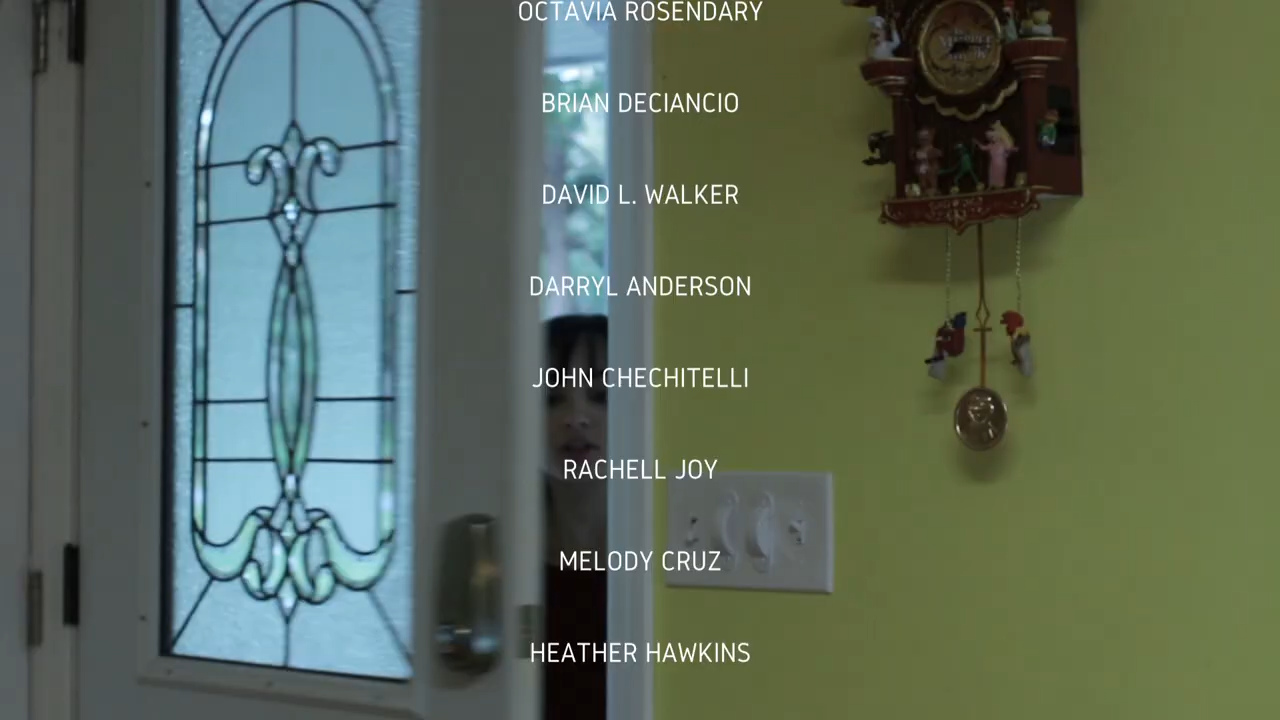 OCTAVIA ROSENDARY
BRIAN DECIANCIO
DAVID L. WALKER
DARRYL ANDERSON
JOHN CHECHITELLI
RACHELL JOY
MELODY CRUZ
HEATHER HAWKINS